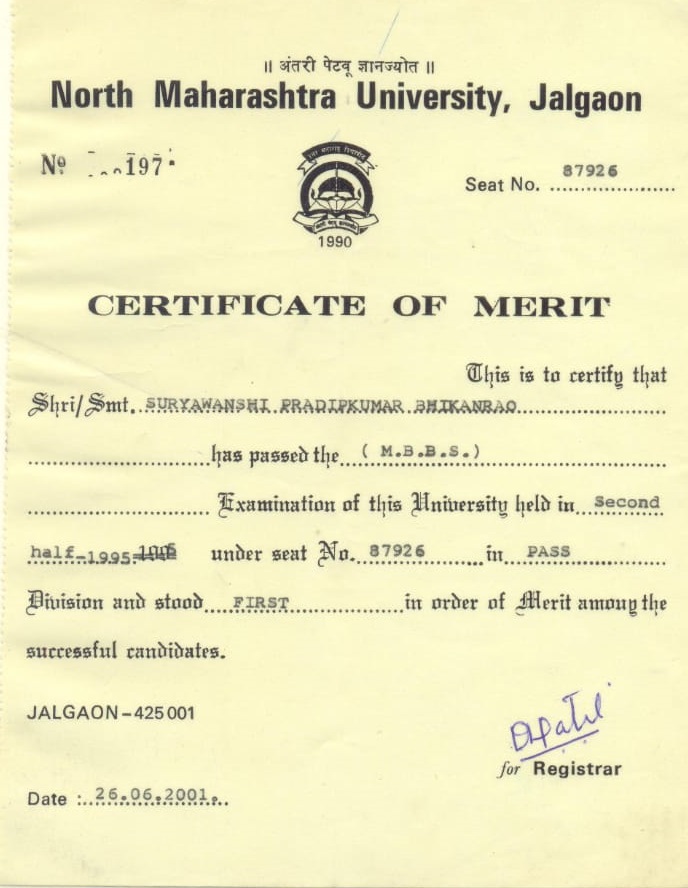 ॥ अंतरी पेटवू ज्ञानज्योत ॥
North Maharashtra University, Jalgaon
Nº 197
Seat No. 87926
1990
CERTIFICATE OF MERIT
This is to certify that
Shri/Smt. SURYAWANSHI PRADIPKUMAR BHIKANRAO
has passed the (M.B.B.S.)
Examination of this University held in Second
half-1995 under seat No. 87926 in PASS
Division and stood FIRST in order of Merit among the
successful candidates.
JALGAON-425001
for Registrar
Date : 26.06.2001.